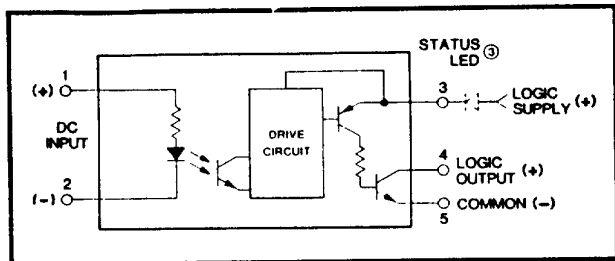 STATUS
LED ③
1
(+)
3
LOGIC
SUPPLY (+)
DC
INPUT
DRIVE
CIRCUIT
4
LOGIC
OUTPUT (+)
2
(-)
COMMON (-)
5